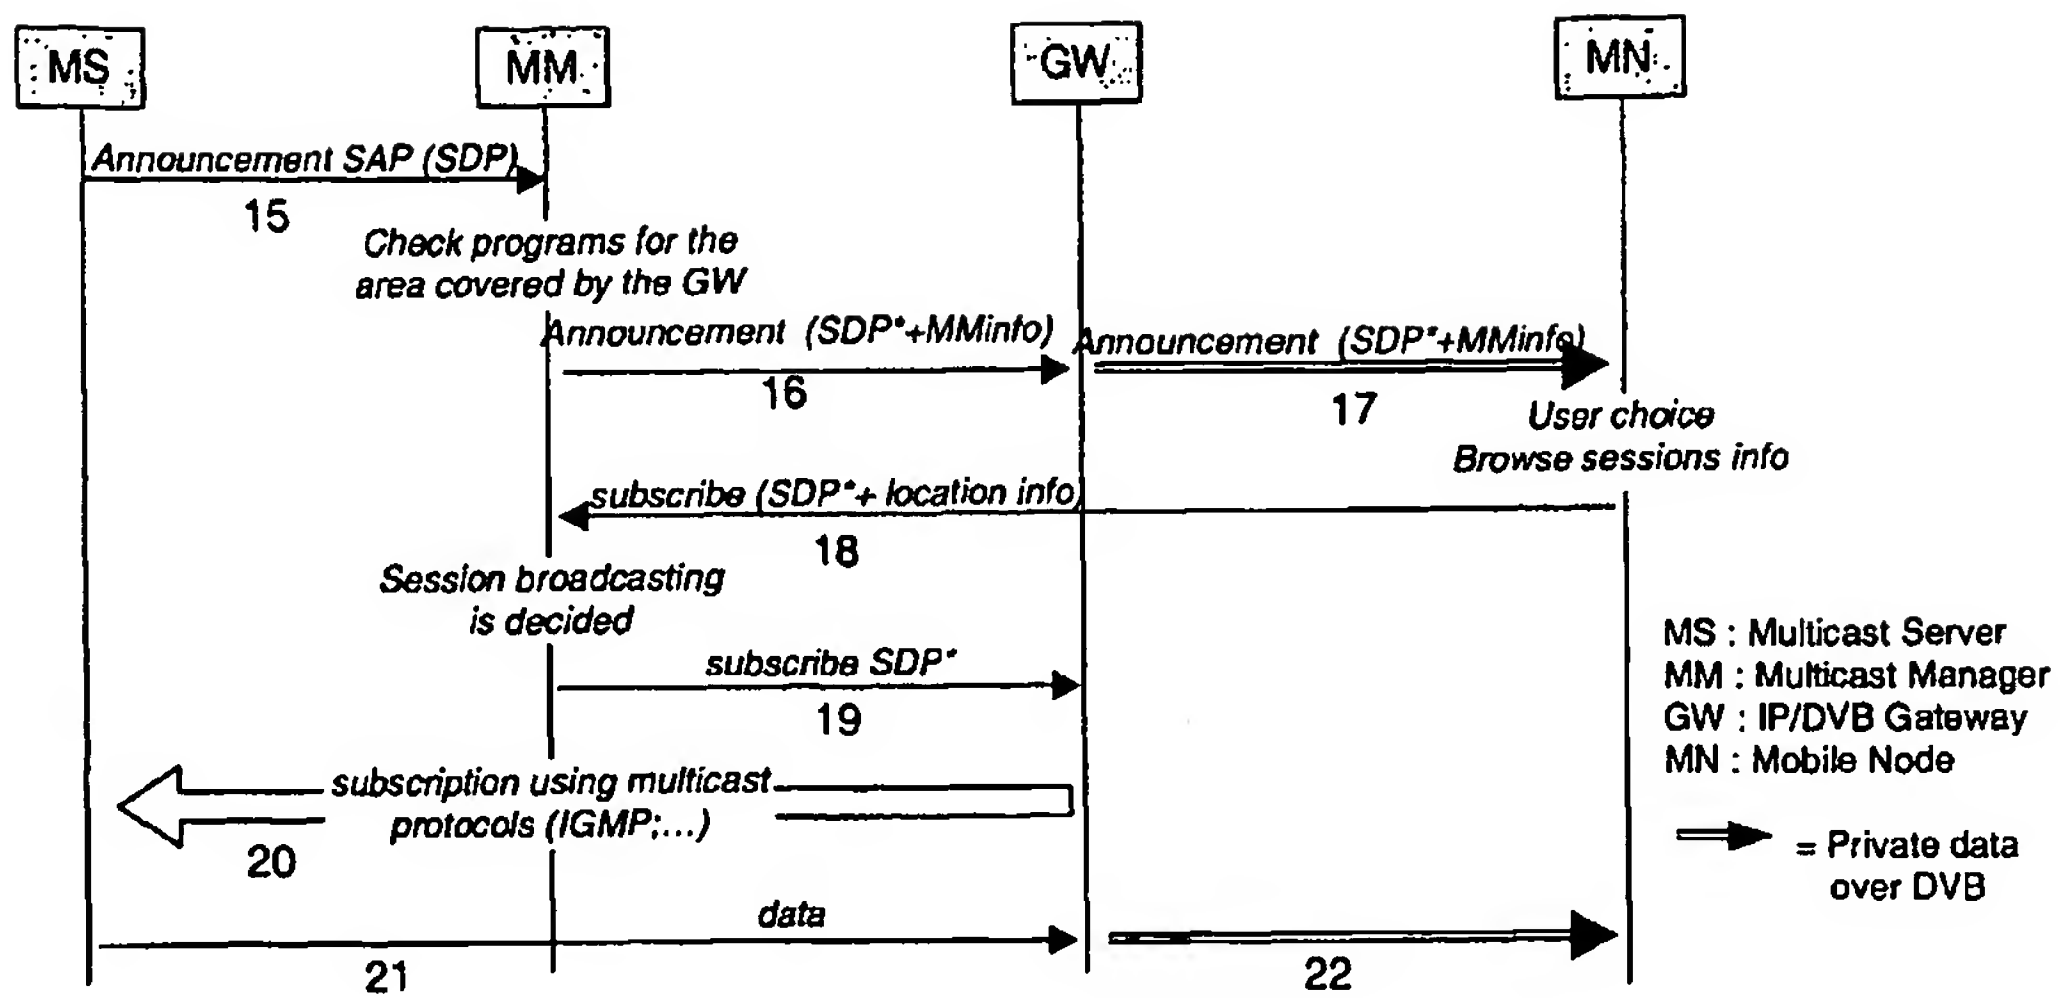 MS
MM
GW
MN
Announcement SAP (SDP)
15
Check programs for the
area covered by the GW
Announcement (SDP*+MMinfo)
16
Announcement (SDP*+MMinfo)
17
User choice
Browse sessions info
subscribe (SDP*+ location info)
18
Session broadcasting
is decided
subscribe SDP*
19
MS : Multicast Server
MM : Multicast Manager
GW : IP/DVB Gateway
MN : Mobile Node
subscription using multicast
protocols (IGMP;...)
20
= Private data
over DVB
data
21
22